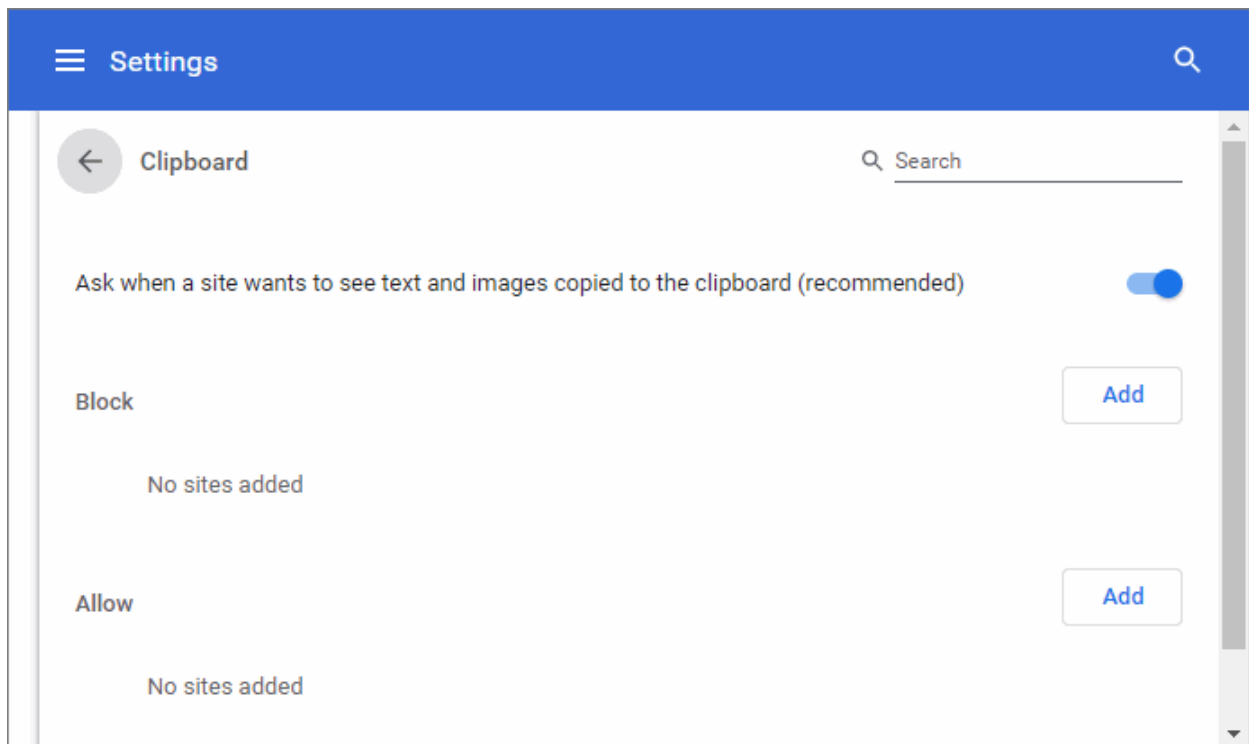 Settings
Clipboard
Search
Ask when a site wants to see text and images copied to the clipboard (recommended)
Block
Add
No sites added
Allow
Add
No sites added